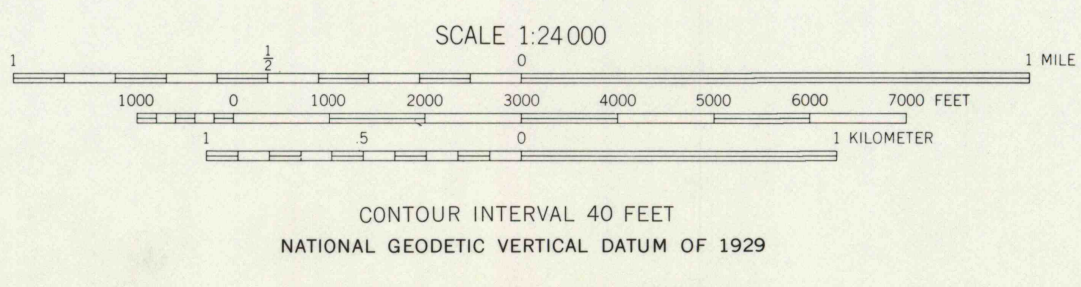 SCALE 1:24 000
1 1/2 0 1 MILE
1000 0 1000 2000 3000 4000 5000 6000 7000 FEET
1 .5 0 1 KILOMETER
CONTOUR INTERVAL 40 FEET
NATIONAL GEODETIC VERTICAL DATUM OF 1929